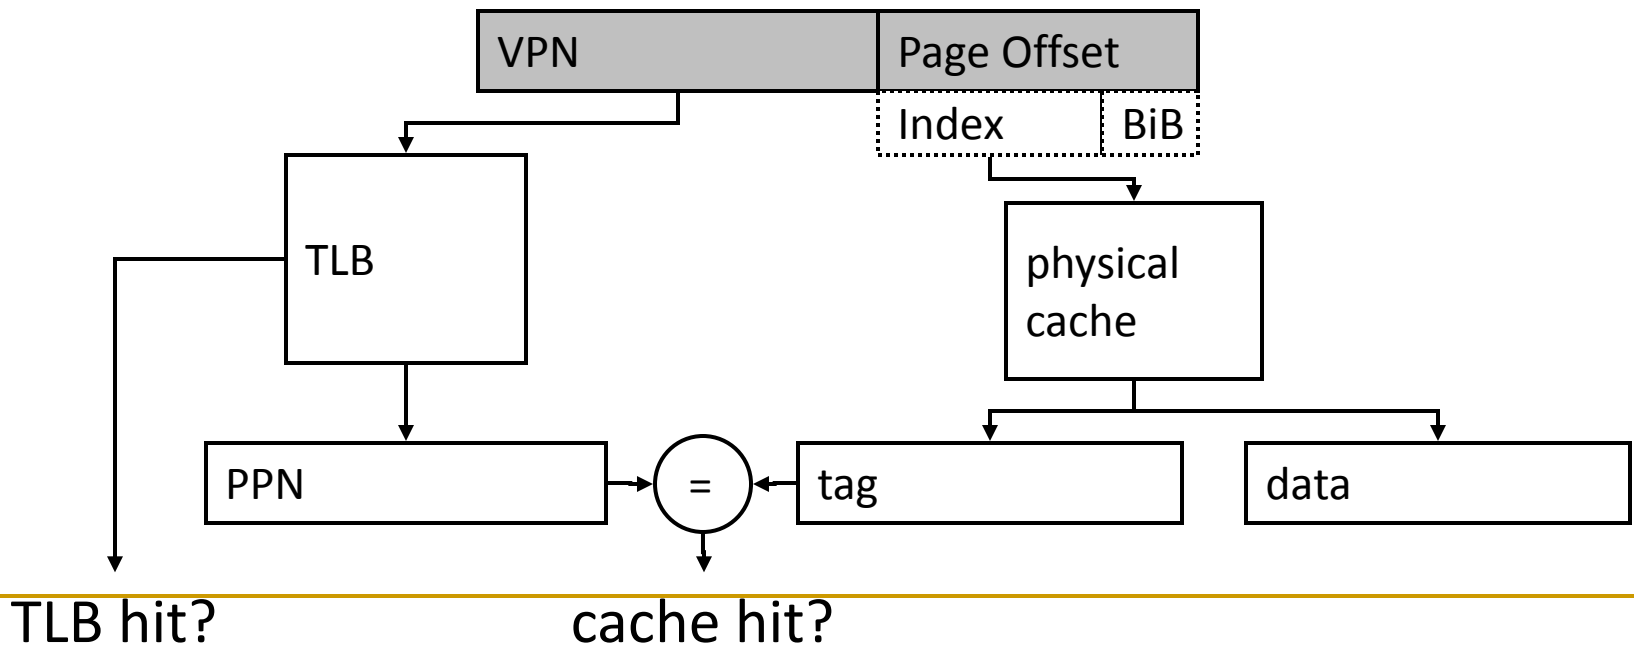 VPN
Page Offset
Index
BiB
TLB
physical
cache
PPN
=
tag
data
TLB hit?
cache hit?